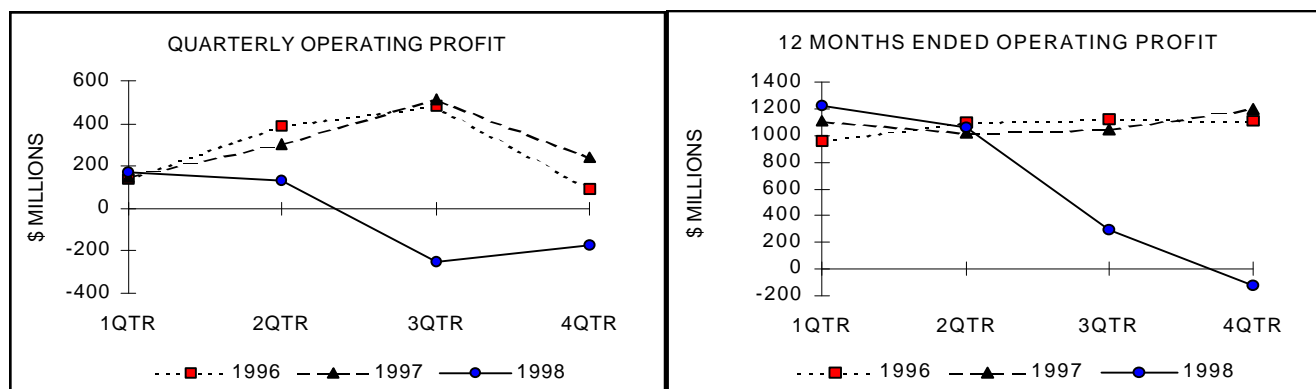 QUARTERLY OPERATING PROFIT
$ MILLIONS
600
400
200
0
-200
-400
1QTR 2QTR 3QTR 4QTR
1996 1997 1998
12 MONTHS ENDED OPERATING PROFIT
$ MILLIONS
1400
1200
1000
800
600
400
200
0
-200
1QTR 2QTR 3QTR 4QTR
1996 1997 1998